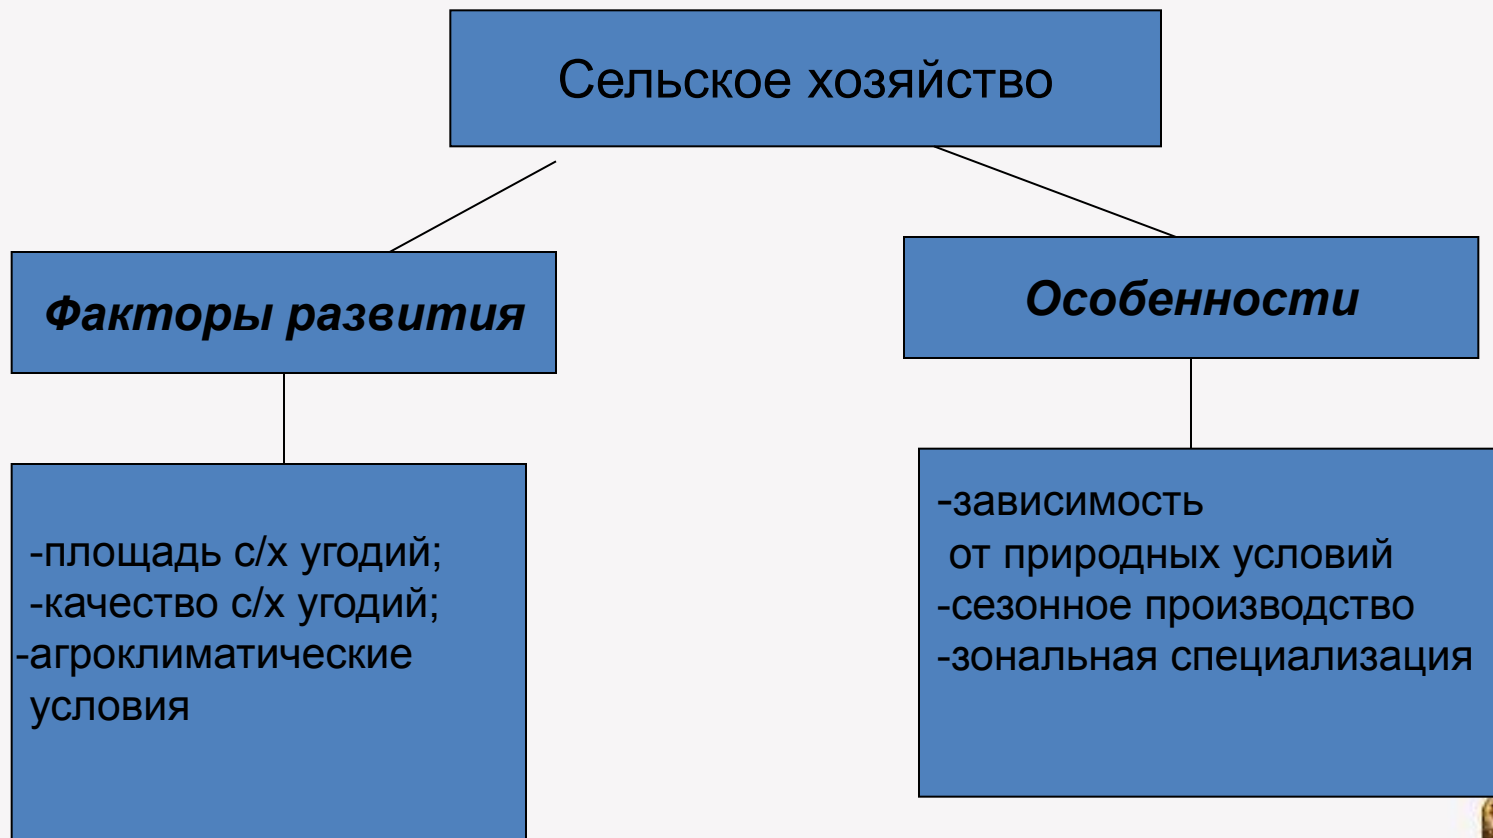 Сельское хозяйство
Факторы развития
Особенности
-площадь с/х угодий;
-качество с/х угодий;
-агроклиматические
условия
-зависимость
от природных условий
-сезонное производство
-зональная специализация